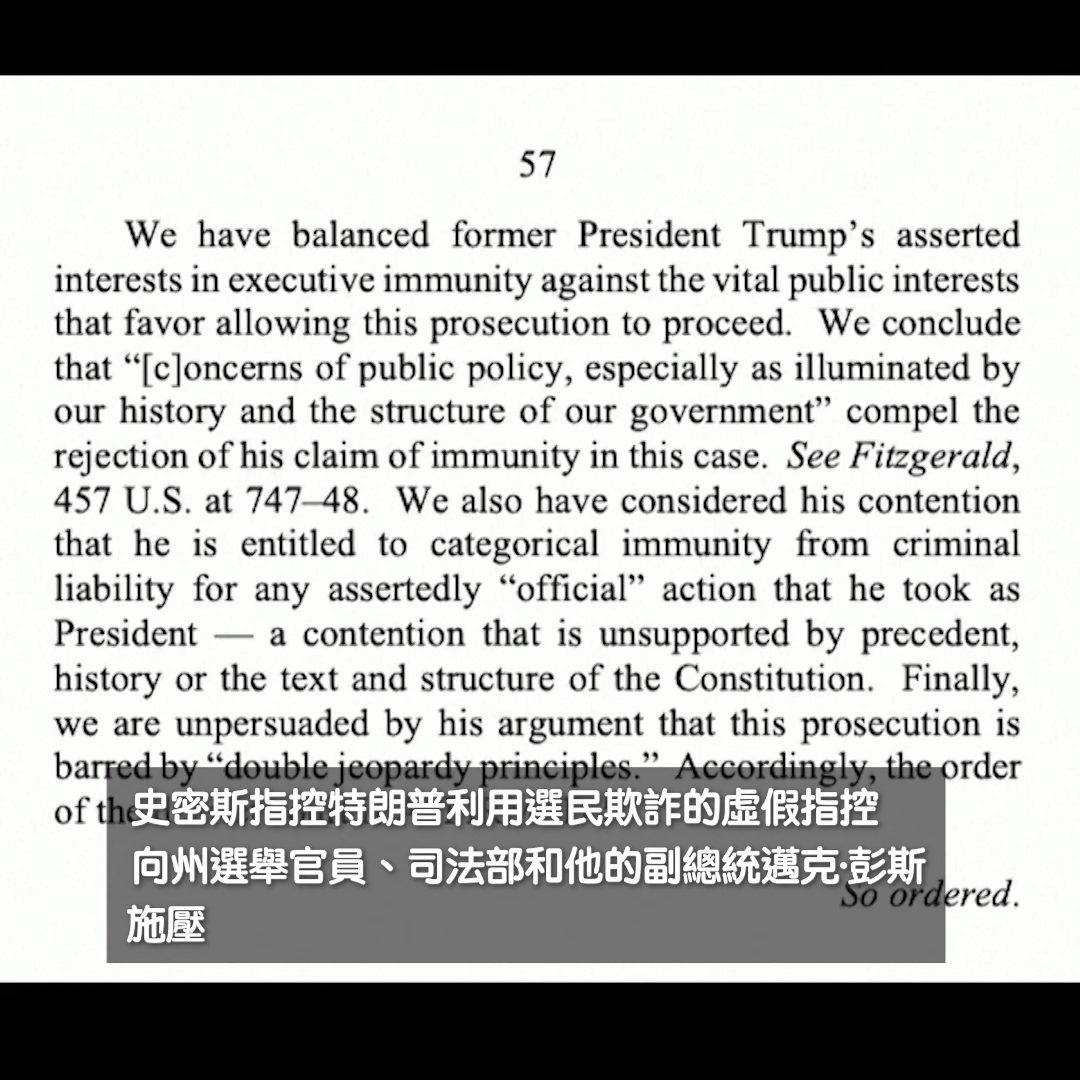 57
We have balanced former President Trump’s asserted
interests in executive immunity against the vital public interests
that favor allowing this prosecution to proceed. We conclude
that “[c]oncerns of public policy, especially as illuminated by
our history and the structure of our government” compel the
rejection of his claim of immunity in this case. See Fitzgerald,
457 U.S. at 747–48. We also have considered his contention
that he is entitled to categorical immunity from criminal
liability for any assertedly “official” action that he took as
President — a contention that is unsupported by precedent,
history or the text and structure of the Constitution. Finally,
we are unpersuaded by his argument that this prosecution is
barred by “double jeopardy principles.” Accordingly, the order
of the
史密斯指控特朗普利用選民欺詐的虛假指控
向州選舉官員、司法部和他的副總統邁克·彭斯
So ordered.
施壓